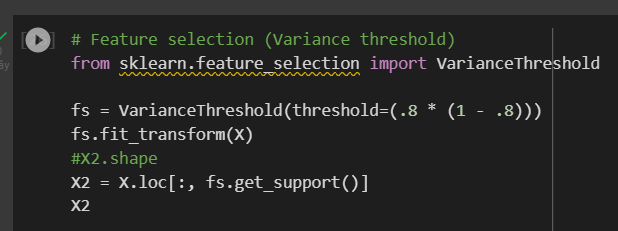 # Feature selection (Variance threshold)
from sklearn.feature_selection import VarianceThreshold
fs = VarianceThreshold(threshold=(.8 * (1 - .8)))
fs.fit_transform(X)
#X2.shape
X2 = X.loc[:, fs.get_support()]
X2